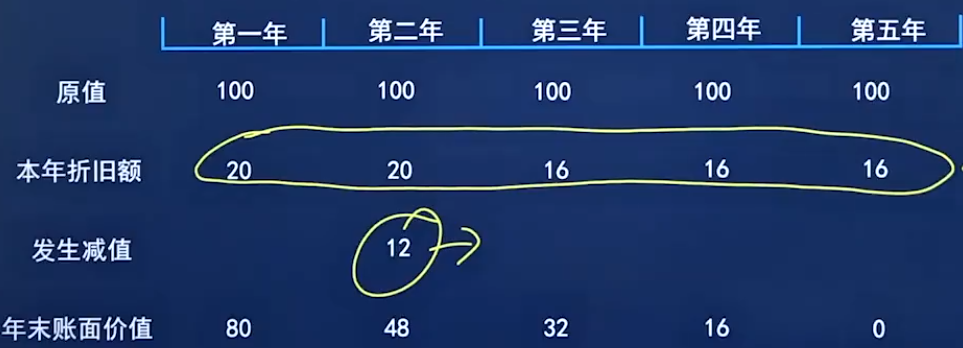 第一年 第二年 第三年 第四年 第五年
原值 100 100 100 100 100
本年折旧额 20 20 16 16 16
发生减值 12
年末账面价值 80 48 32 16 0